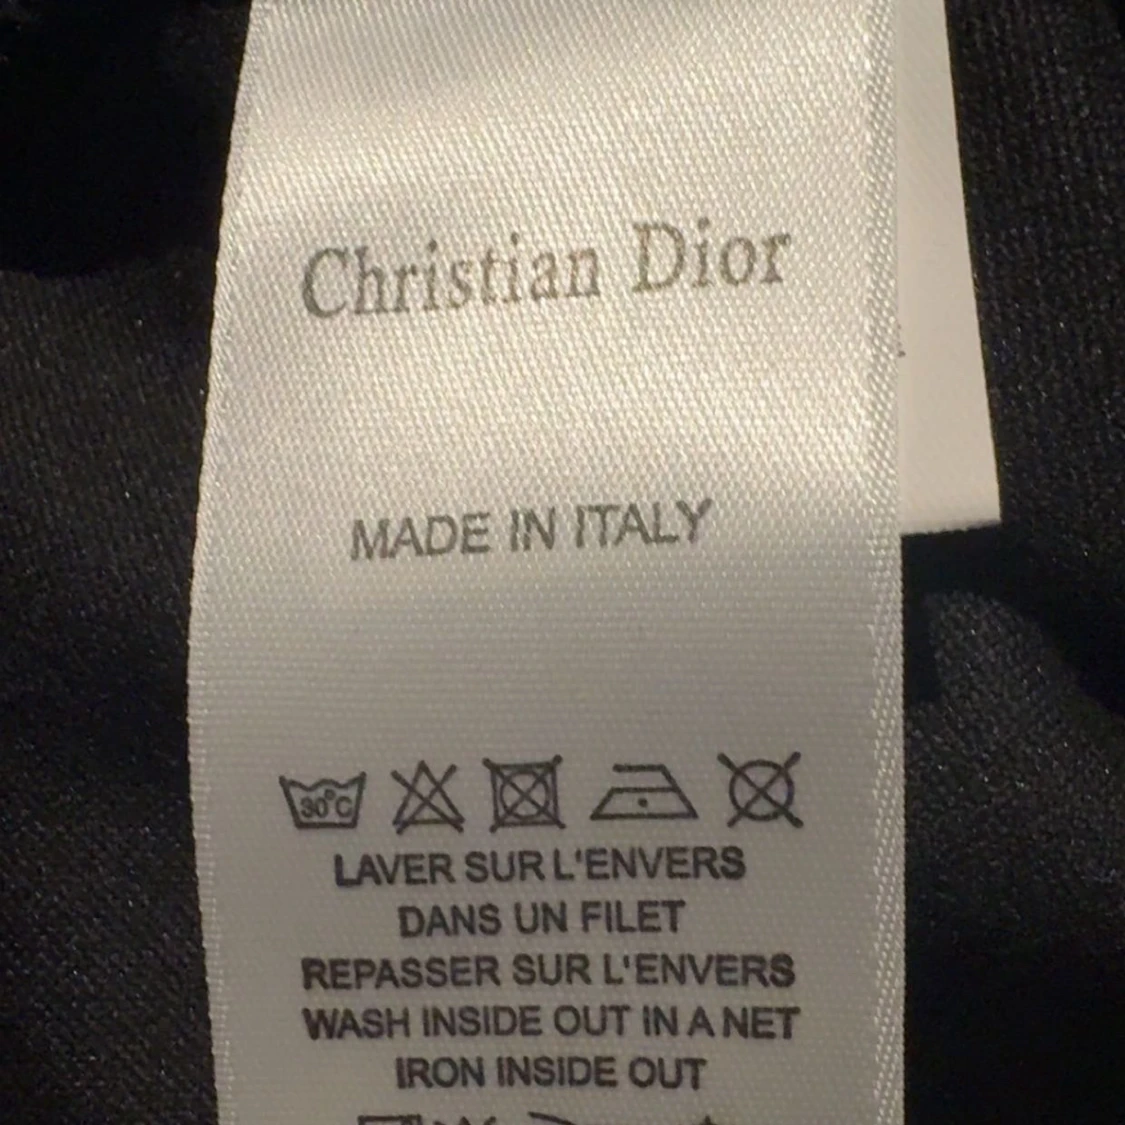 Christian Dior
MADE IN ITALY
30°C
LAVER SUR L'ENVERS
DANS UN FILET
REPASSER SUR L'ENVERS
WASH INSIDE OUT IN A NET
IRON INSIDE OUT